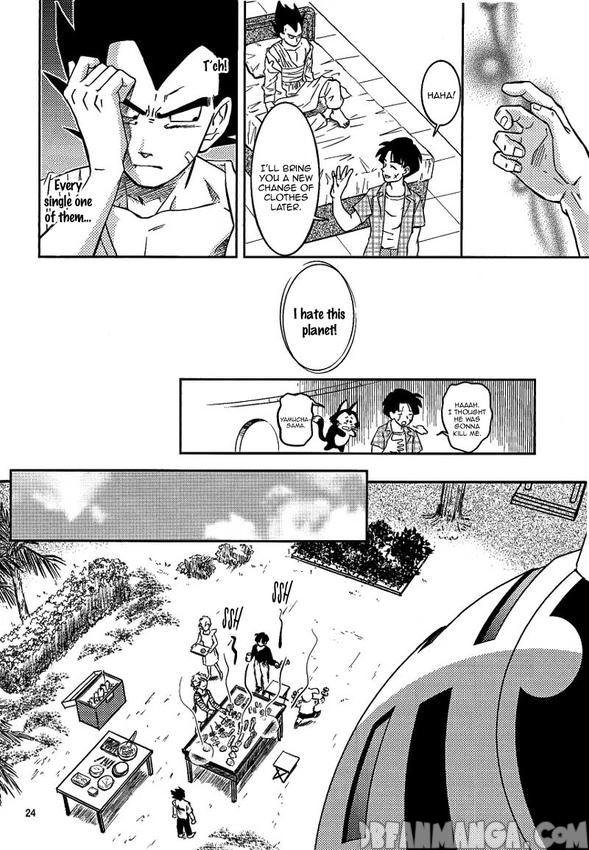 HAHA!
I'LL BRING
YOU A NEW
CHANGE OF
CLOTHES
LATER.
T'ch!
Every
single one
of them...
I hate this
planet!
HAAAH.
I THOUGHT
HE WAS
GONNA
KILL ME.
YAMUCHA-
SAMA.
SSH
SSH
24
DBFANMANGA.COM